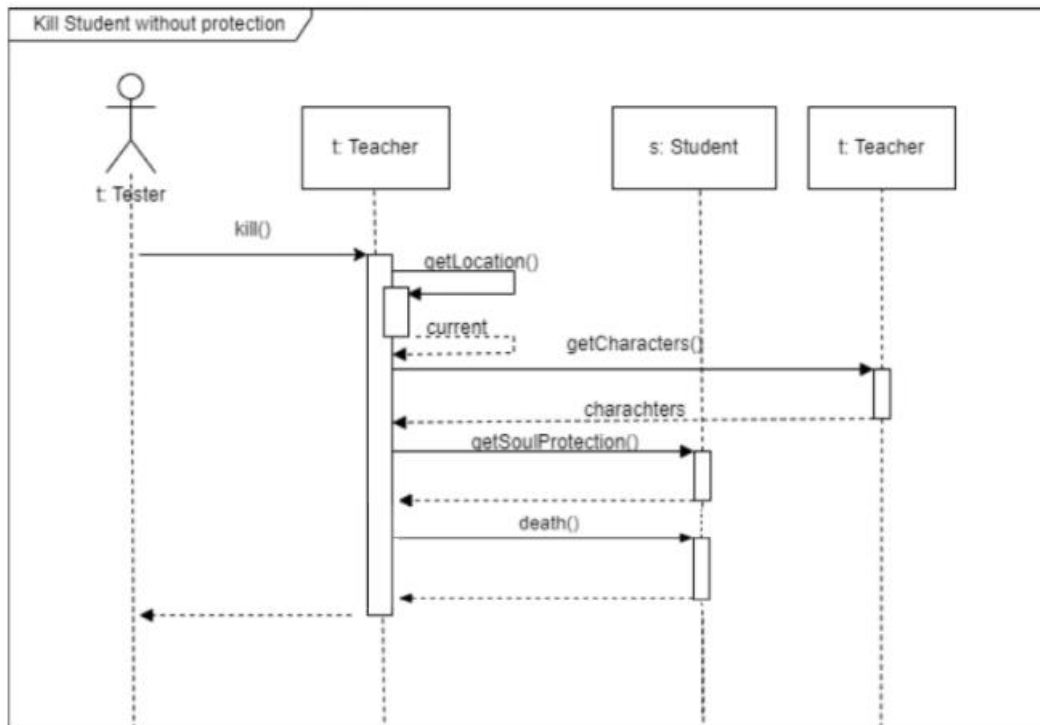 Kill Student without protection
t: Tester
t: Teacher
s: Student
t: Teacher
kill()
getLocation()
current
getCharacters()
charachters
getSoulProtection()
death()